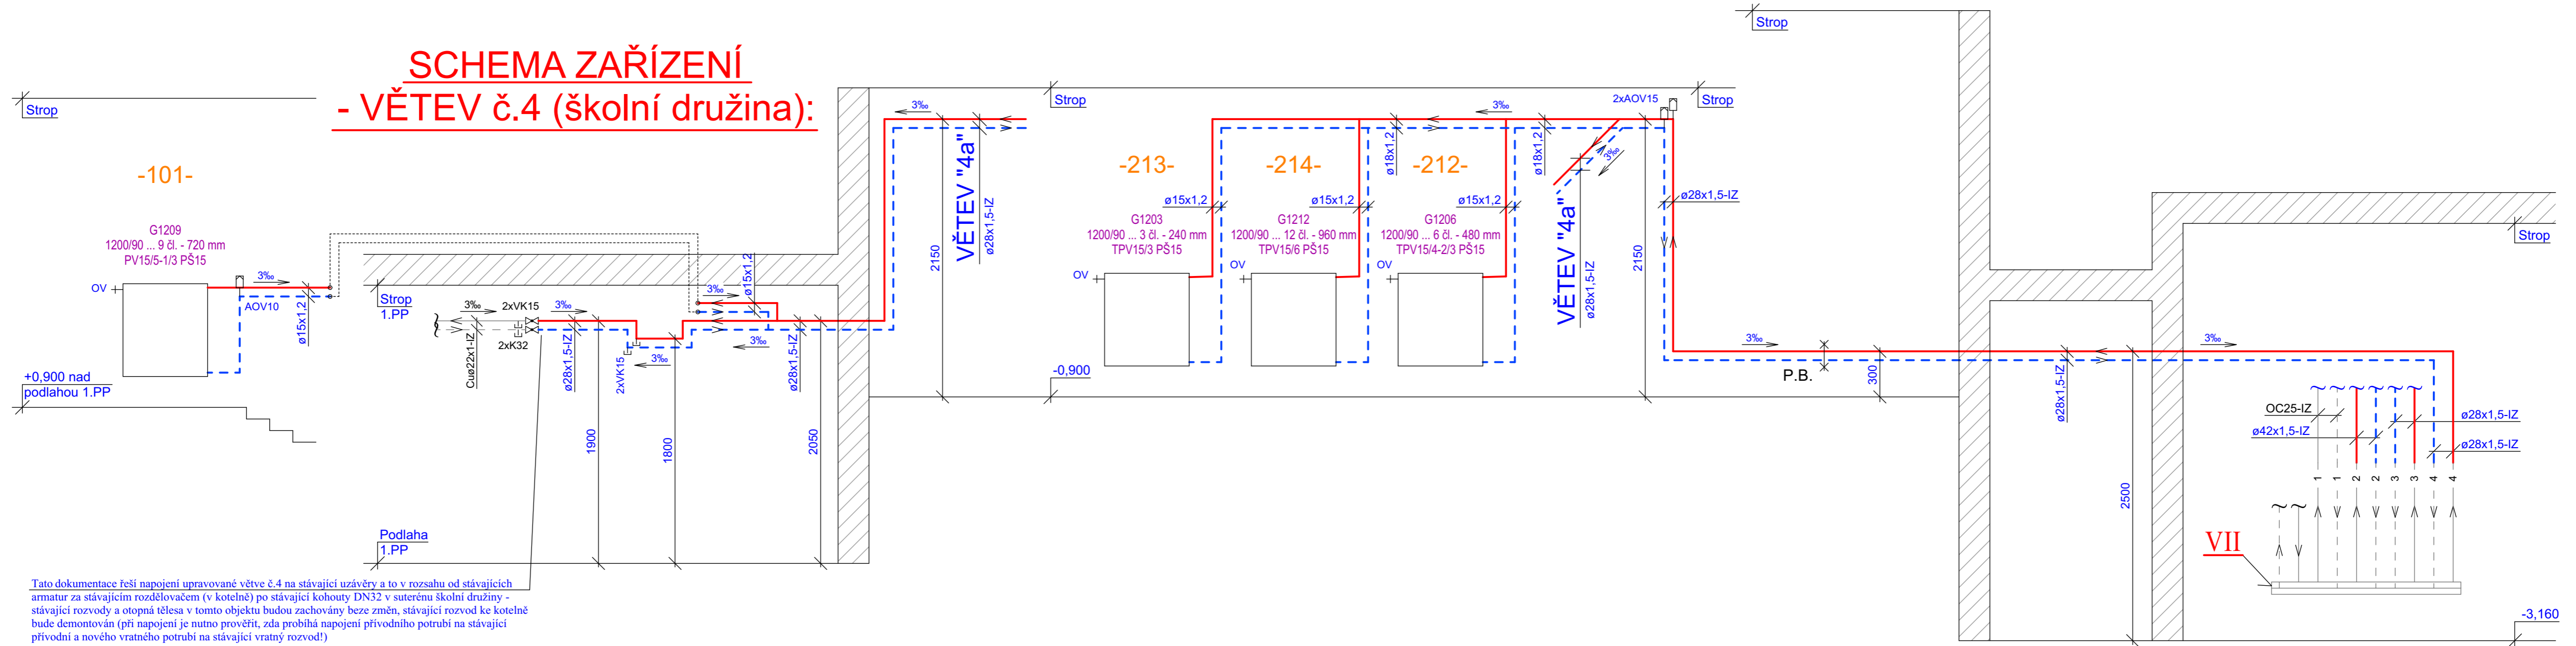 SCHEMA ZAŘÍZENÍ
- VĚTEV č.4 (školní družina):
Strop
-101-
G1209
1200/90 ... 9 čl. - 720 mm
PV15/5-1/3 PŠ15
OV
AOV10
3‰
ø15x1,2
+0,900 nad
podlahou 1.PP
Strop
1.PP
3‰
2xVK15
3‰
2xK32
Cuø22x1-IZ
ø28x1,5-IZ
2xVK15
3‰
3‰
ø15x1,2
3‰
ø28x1,5-IZ
1900
1800
2050
Podlaha
1.PP
Tato dokumentace řeší napojení upravované větve č.4 na stávající uzávěry a to v rozsahu od stávajících
armatur za stávajícím rozdělovačem (v kotelně) po stávající kohouty DN32 v suterénu školní družiny -
stávající rozvody a otopná tělesa v tomto objektu budou zachovány beze změn, stávající rozvod ke kotelně
bude demontován (při napojení je nutno prověřit, zda probíhá napojení přívodního potrubí na stávající
přívodní a nového vratného potrubí na stávající vratný rozvod!)
3‰
2150
VĚTEV "4a"
ø28x1,5-IZ
Strop
-213-
G1203
1200/90 ... 3 čl. - 240 mm
TPV15/3 PŠ15
OV
ø15x1,2
-214-
G1212
1200/90 ... 12 čl. - 960 mm
TPV15/6 PŠ15
OV
ø15x1,2
ø18x1,2
-212-
G1206
1200/90 ... 6 čl. - 480 mm
TPV15/4-2/3 PŠ15
OV
ø15x1,2
3‰
ø18x1,2
3‰
VĚTEV "4a"
ø28x1,5-IZ
2xAOV15
Strop
2150
ø28x1,5-IZ
-0,900
Strop
3‰
P.B.
300
ø28x1,5-IZ
2500
3‰
Strop
OC25-IZ
ø42x1,5-IZ
ø28x1,5-IZ
ø28x1,5-IZ
1
1
2
2
3
3
4
4
VII
-3,160